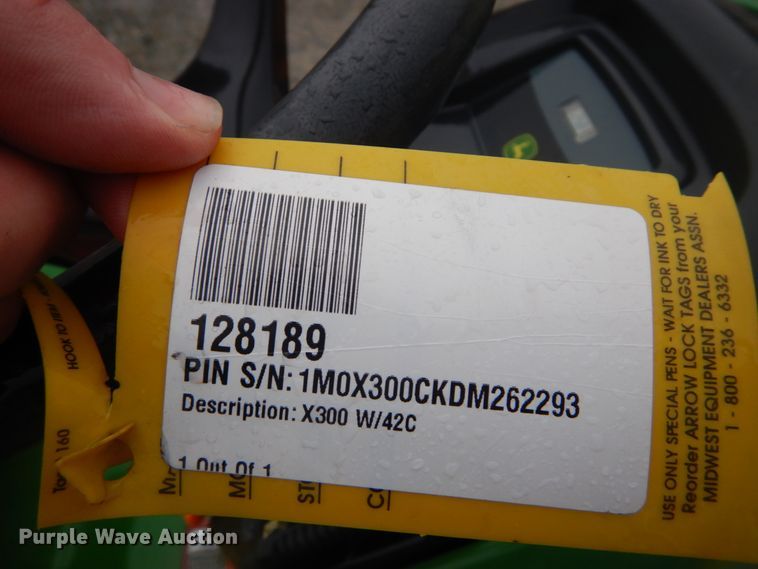 128189
PIN S/N: 1M0X300CKDM262293
Description: X300 W/42C
1 Out Of 1
USE ONLY SPECIAL PENS - WAIT FOR INK TO DRY
Reorder ARROW LOCK TAGS from your
MIDWEST EQUIPMENT DEALERS ASSN.
1 - 800 - 236 - 6332
HOOK TO ITEM -
160
Purple Wave Auction